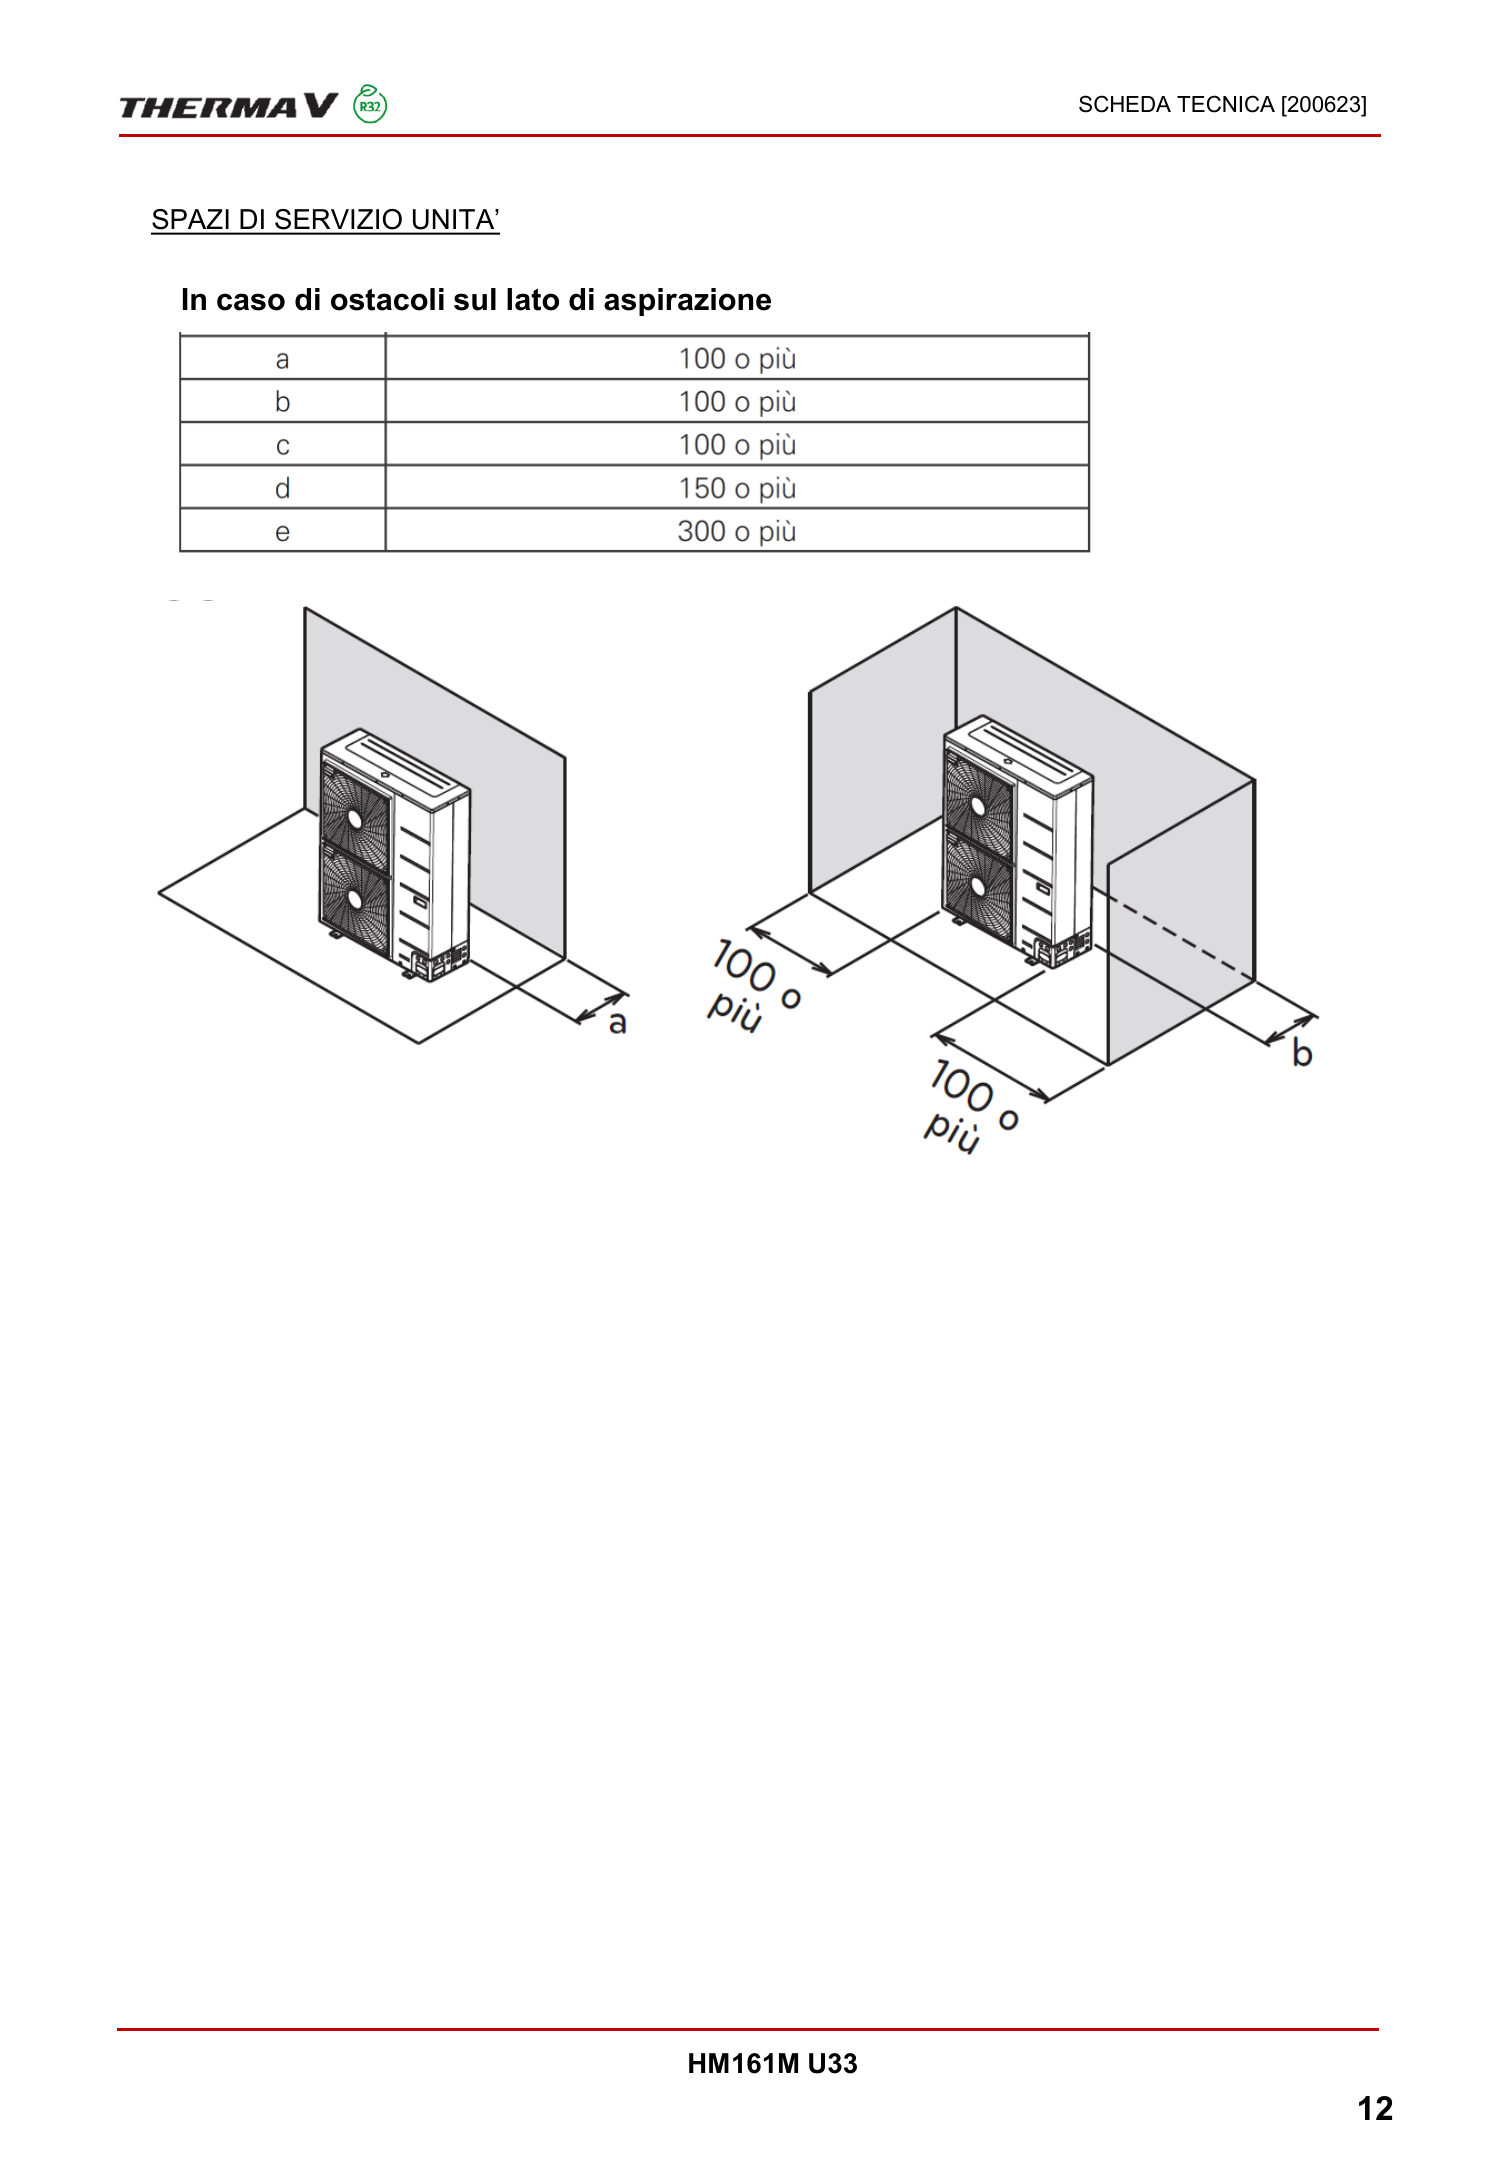 THERMA V R32
SCHEDA TECNICA [200623]
SPAZI DI SERVIZIO UNITA’
In caso di ostacoli sul lato di aspirazione
a 100 o più
b 100 o più
c 100 o più
d 150 o più
e 300 o più
a
100 o
più
100 o
più
b
HM161M U33
12